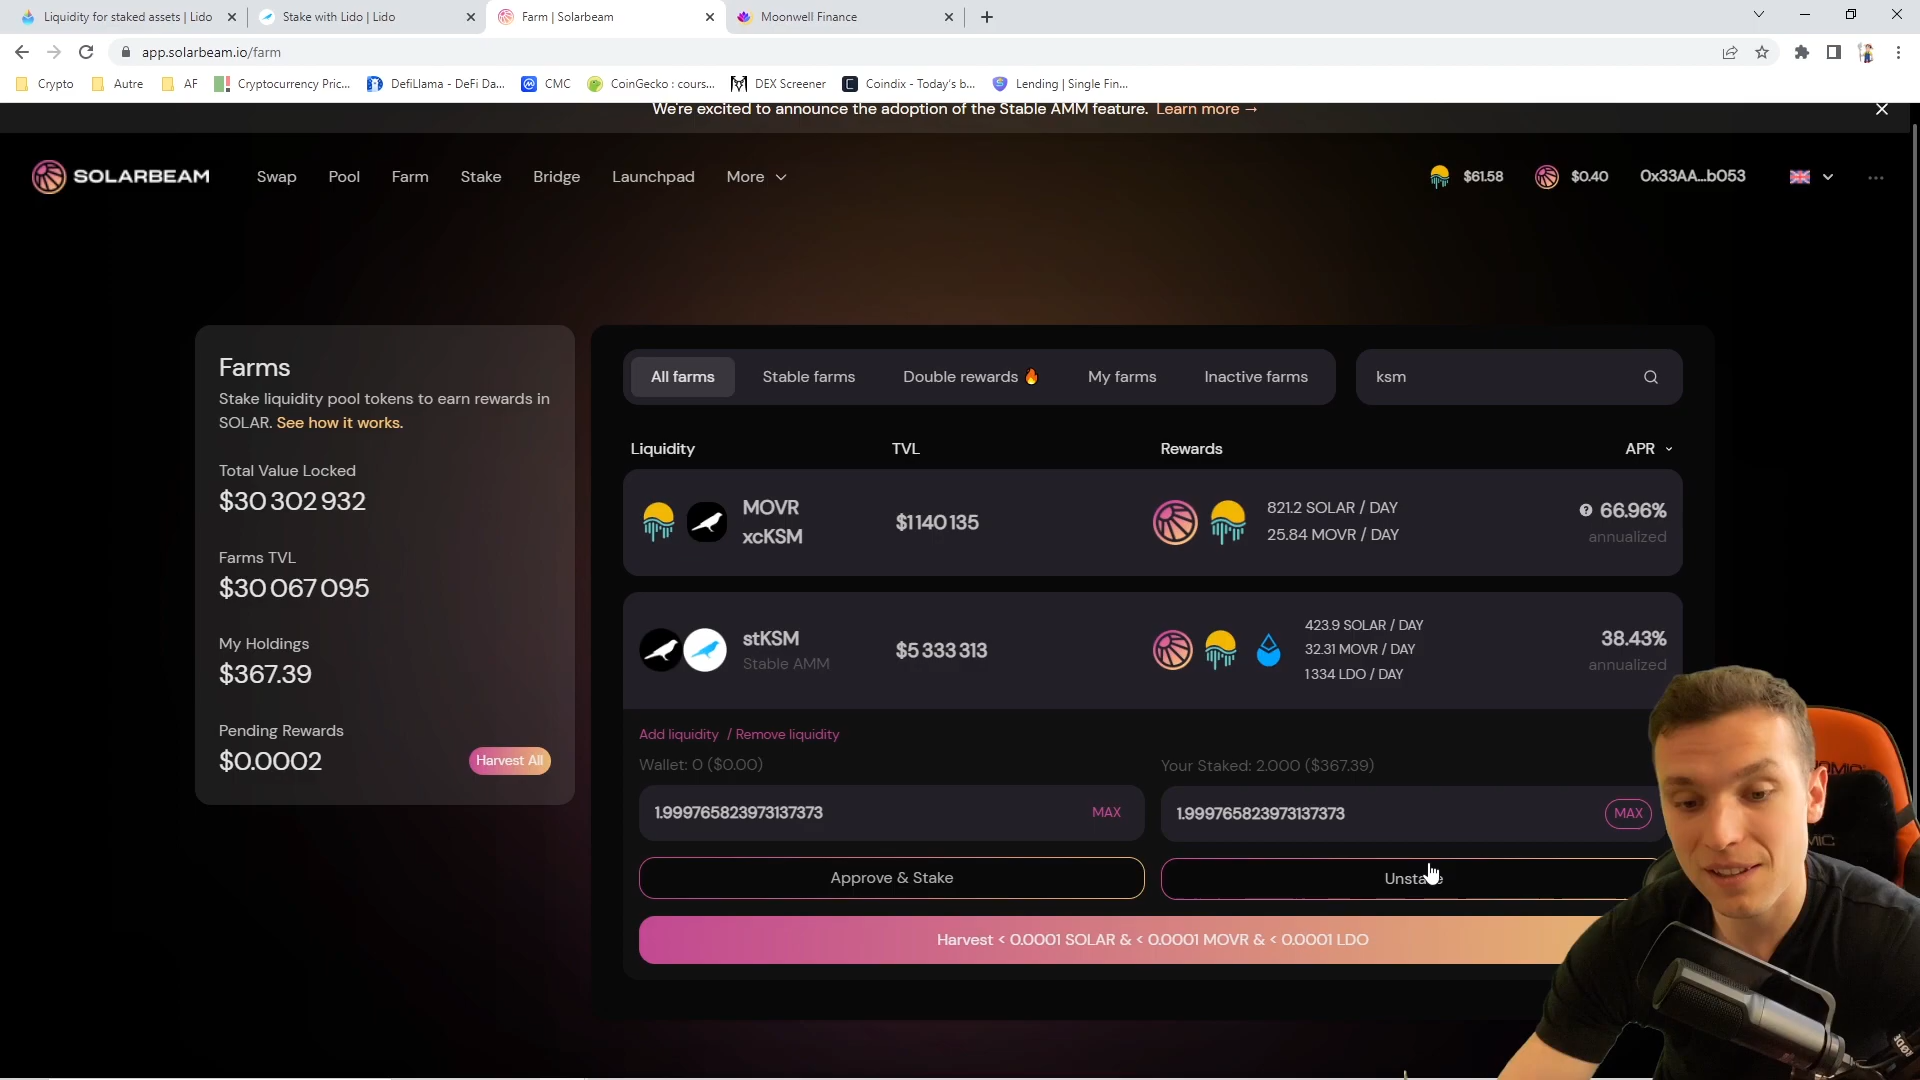 Liquidity for staked assets | Lido
Stake with Lido | Lido
Farm | Solarbeam
Moonwell Finance
app.solarbeam.io/farm
Crypto
Autre
AF
Cryptocurrency Pric...
DefiLlama - DeFi Da...
CMC
CoinGecko : cours...
DEX Screener
Coindix - Today's b...
Lending | Single Fin...
We're excited to announce the adoption of the Stable AMM feature. Learn more →
SOLARBEAM
Swap
Pool
Farm
Stake
Bridge
Launchpad
More
$61.58
$0.40
0x33AA...b053
Farms
Stake liquidity pool tokens to earn rewards in
SOLAR. See how it works.
Total Value Locked
$30 302 932
Farms TVL
$30 067 095
My Holdings
$367.39
Pending Rewards
$0.0002
Harvest All
All farms
Stable farms
Double rewards 🔥
My farms
Inactive farms
ksm
Liquidity
TVL
Rewards
APR
MOVR
xcKSM
$1 140 135
821.2 SOLAR / DAY
25.84 MOVR / DAY
66.96%
annualized
stKSM
Stable AMM
$5 333 313
423.9 SOLAR / DAY
32.31 MOVR / DAY
1 334 LDO / DAY
38.43%
annualized
Add liquidity / Remove liquidity
Wallet: 0 ($0.00)
Your Staked: 2.000 ($367.39)
1.999765823973137373
MAX
1.999765823973137373
MAX
Approve & Stake
Unstake
Harvest < 0.0001 SOLAR & < 0.0001 MOVR & < 0.0001 LDO
RØDE